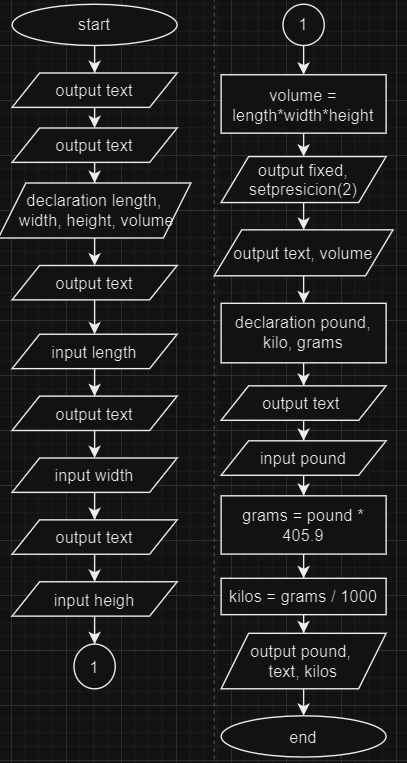 start
output text
output text
declaration length,
width, height, volume
output text
input length
output text
input width
output text
input heigh
1
1
volume =
length*width*height
output fixed,
setpresicion(2)
output text, volume
declaration pound,
kilo, grams
output text
input pound
grams = pound *
405.9
kilos = grams / 1000
output pound,
text, kilos
end